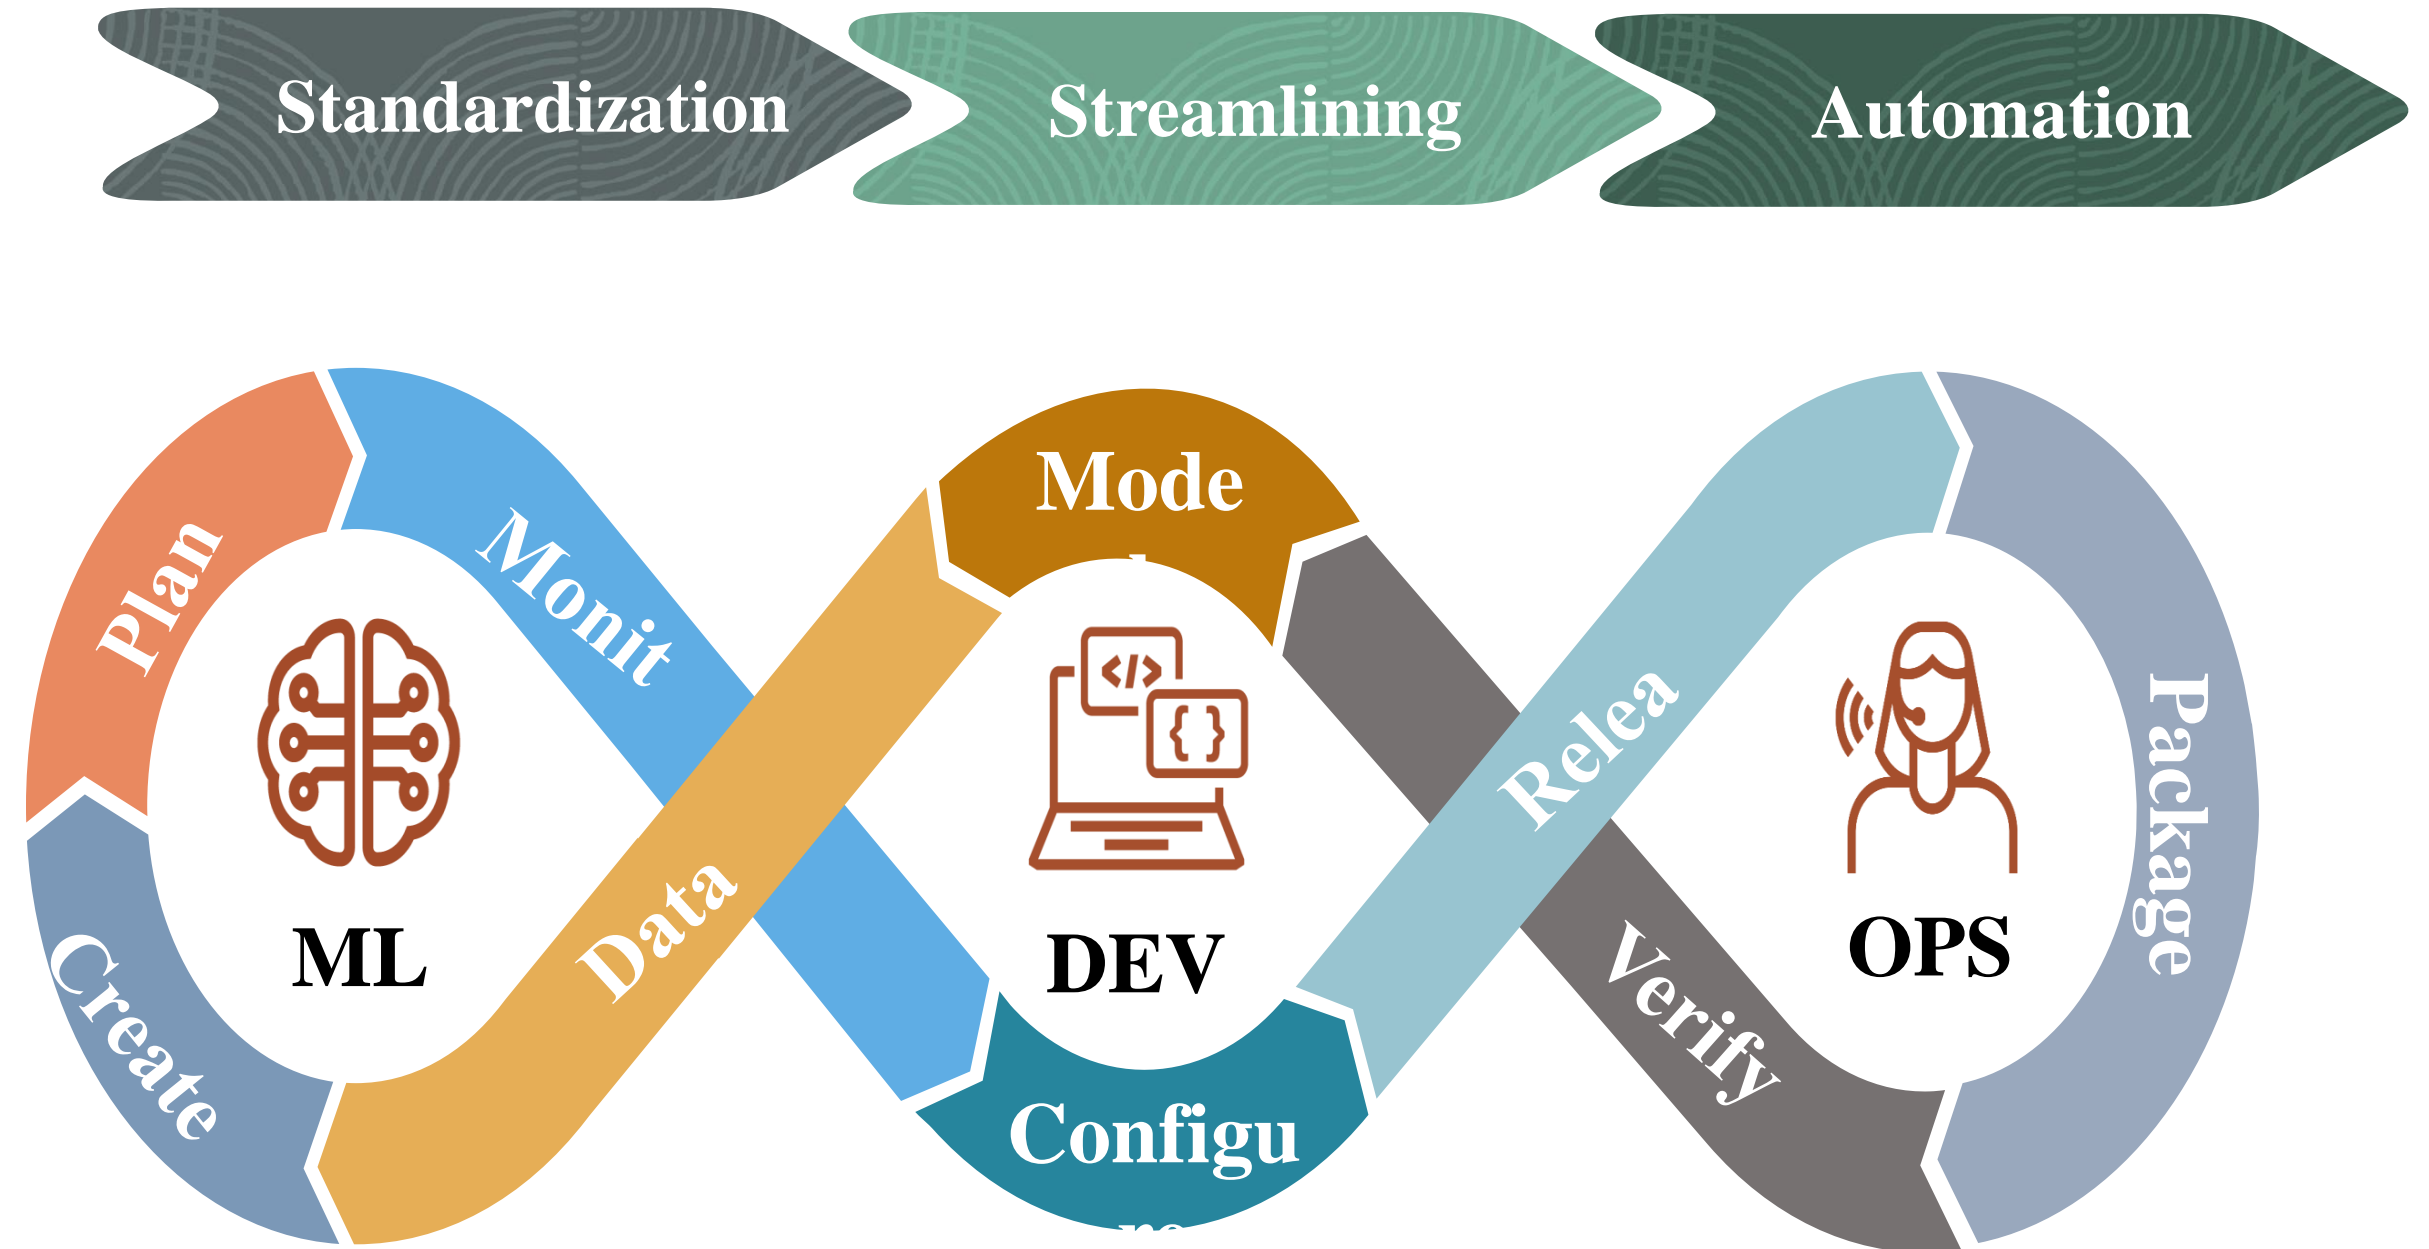 Standardization
Streamlining
Automation
Mode
Plan
Monit
Relea
Package
Data
ML
DEV
OPS
Create
Verify
Configu